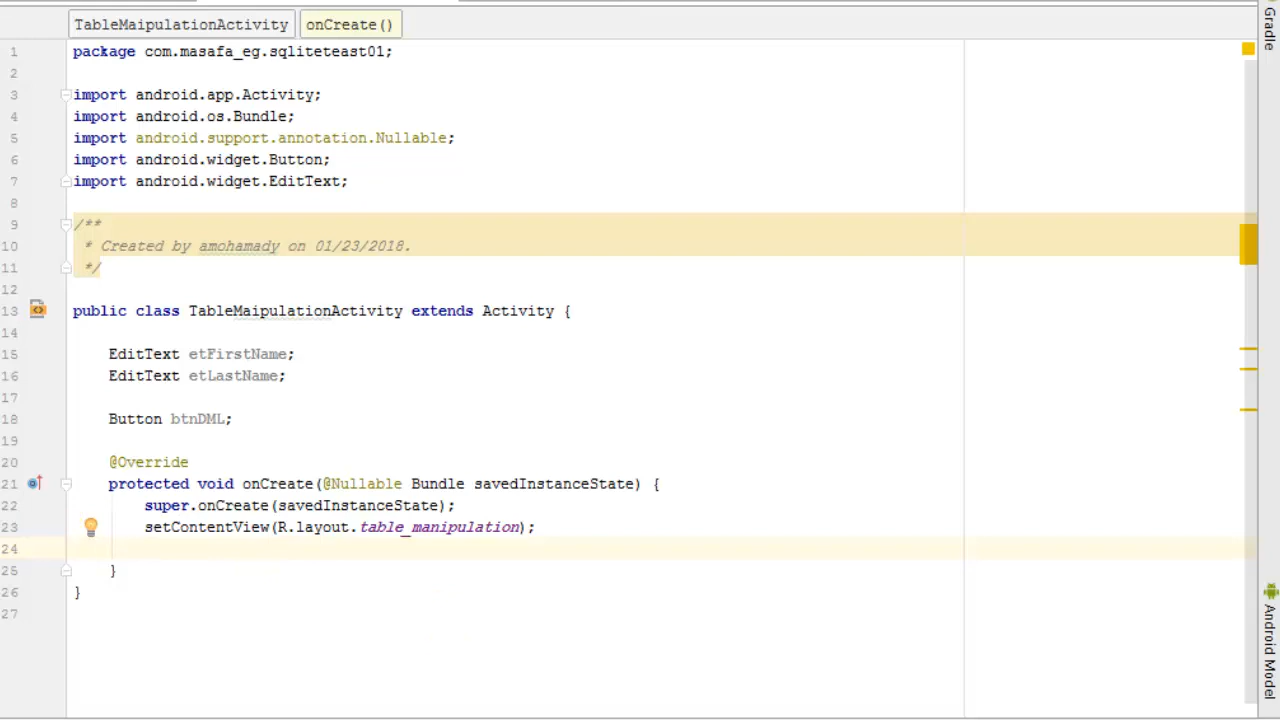 TableMaipulationActivity onCreate()
Gradle
1 package com.masafa_eg.sqliteteast01;
2
3 import android.app.Activity;
4 import android.os.Bundle;
5 import android.support.annotation.Nullable;
6 import android.widget.Button;
7 import android.widget.EditText;
8
9 /**
10 * Created by amohamady on 01/23/2018.
11 */
12
13 public class TableMaipulationActivity extends Activity {
14
15 EditText etFirstName;
16 EditText etLastName;
17
18 Button btnDML;
19
20 @Override
21 protected void onCreate(@Nullable Bundle savedInstanceState) {
22 super.onCreate(savedInstanceState);
23 setContentView(R.layout.table_manipulation);
24
25 }
26 }
27
Android Model